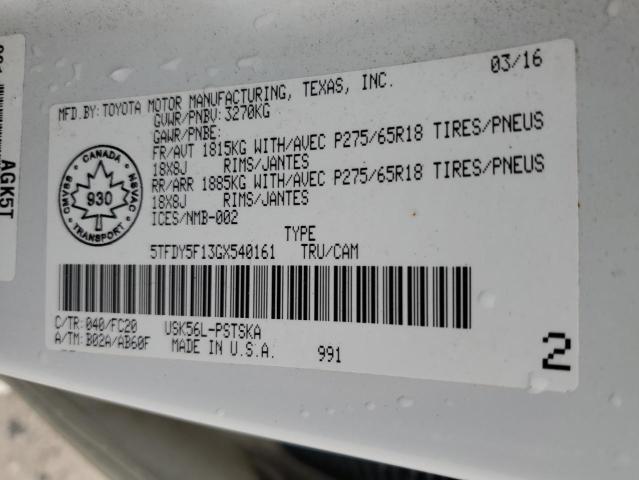 03/16
MFD.BY: TOYOTA MOTOR MANUFACTURING, TEXAS, INC.
GVWR/PNBV: 3270KG
GAWR/PNBE:
FR/AVT 1815KG WITH/AVEC P275/65R18 TIRES/PNEUS
18X8J RIMS/JANTES
RR/ARR 1885KG WITH/AVEC P275/65R18 TIRES/PNEUS
18X8J RIMS/JANTES
ICES/NMB-002
TYPE
5TFDY5F13GX540161 TRU/CAM
CANADA
CMVSS 930 NSVAC
TRANSPORT
C/TR: 040/FC20 USK56L-PSTSKA
A/TM: B02A/AB60F MADE IN U.S.A. 991
2
AGK5T